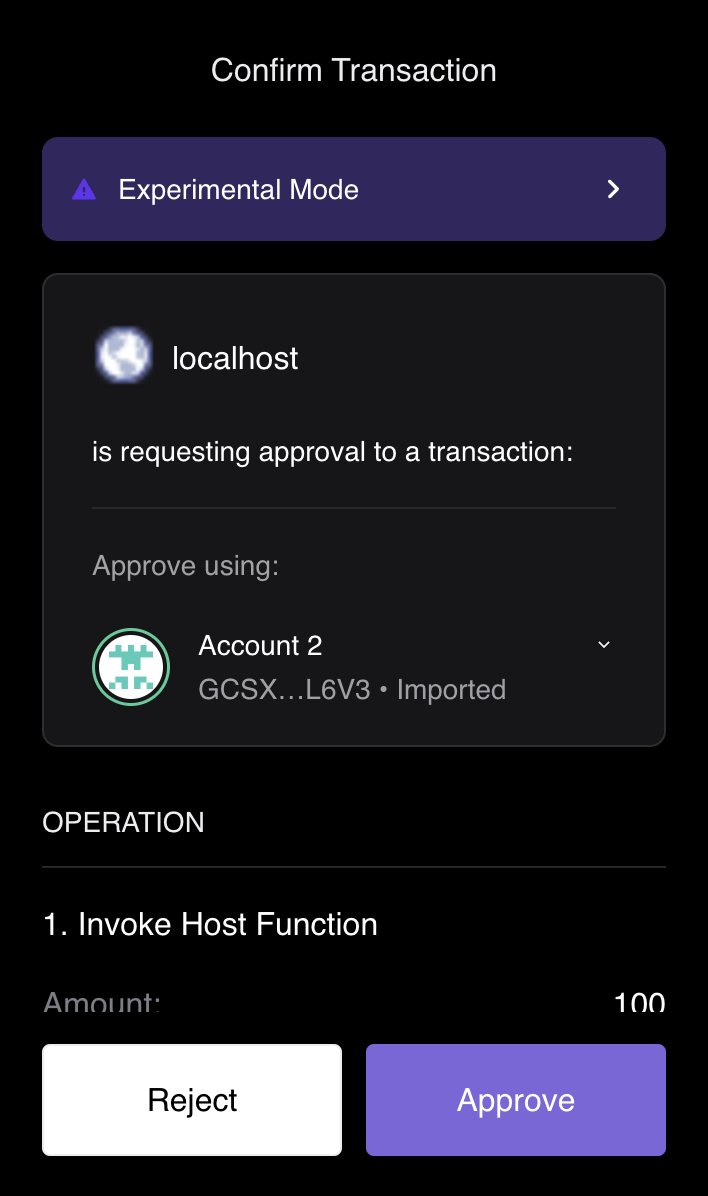 Confirm Transaction
Experimental Mode
localhost
is requesting approval to a transaction:
Approve using:
Account 2
GCSX...L6V3 • Imported
OPERATION
1. Invoke Host Function
Amount: 100
Reject Approve